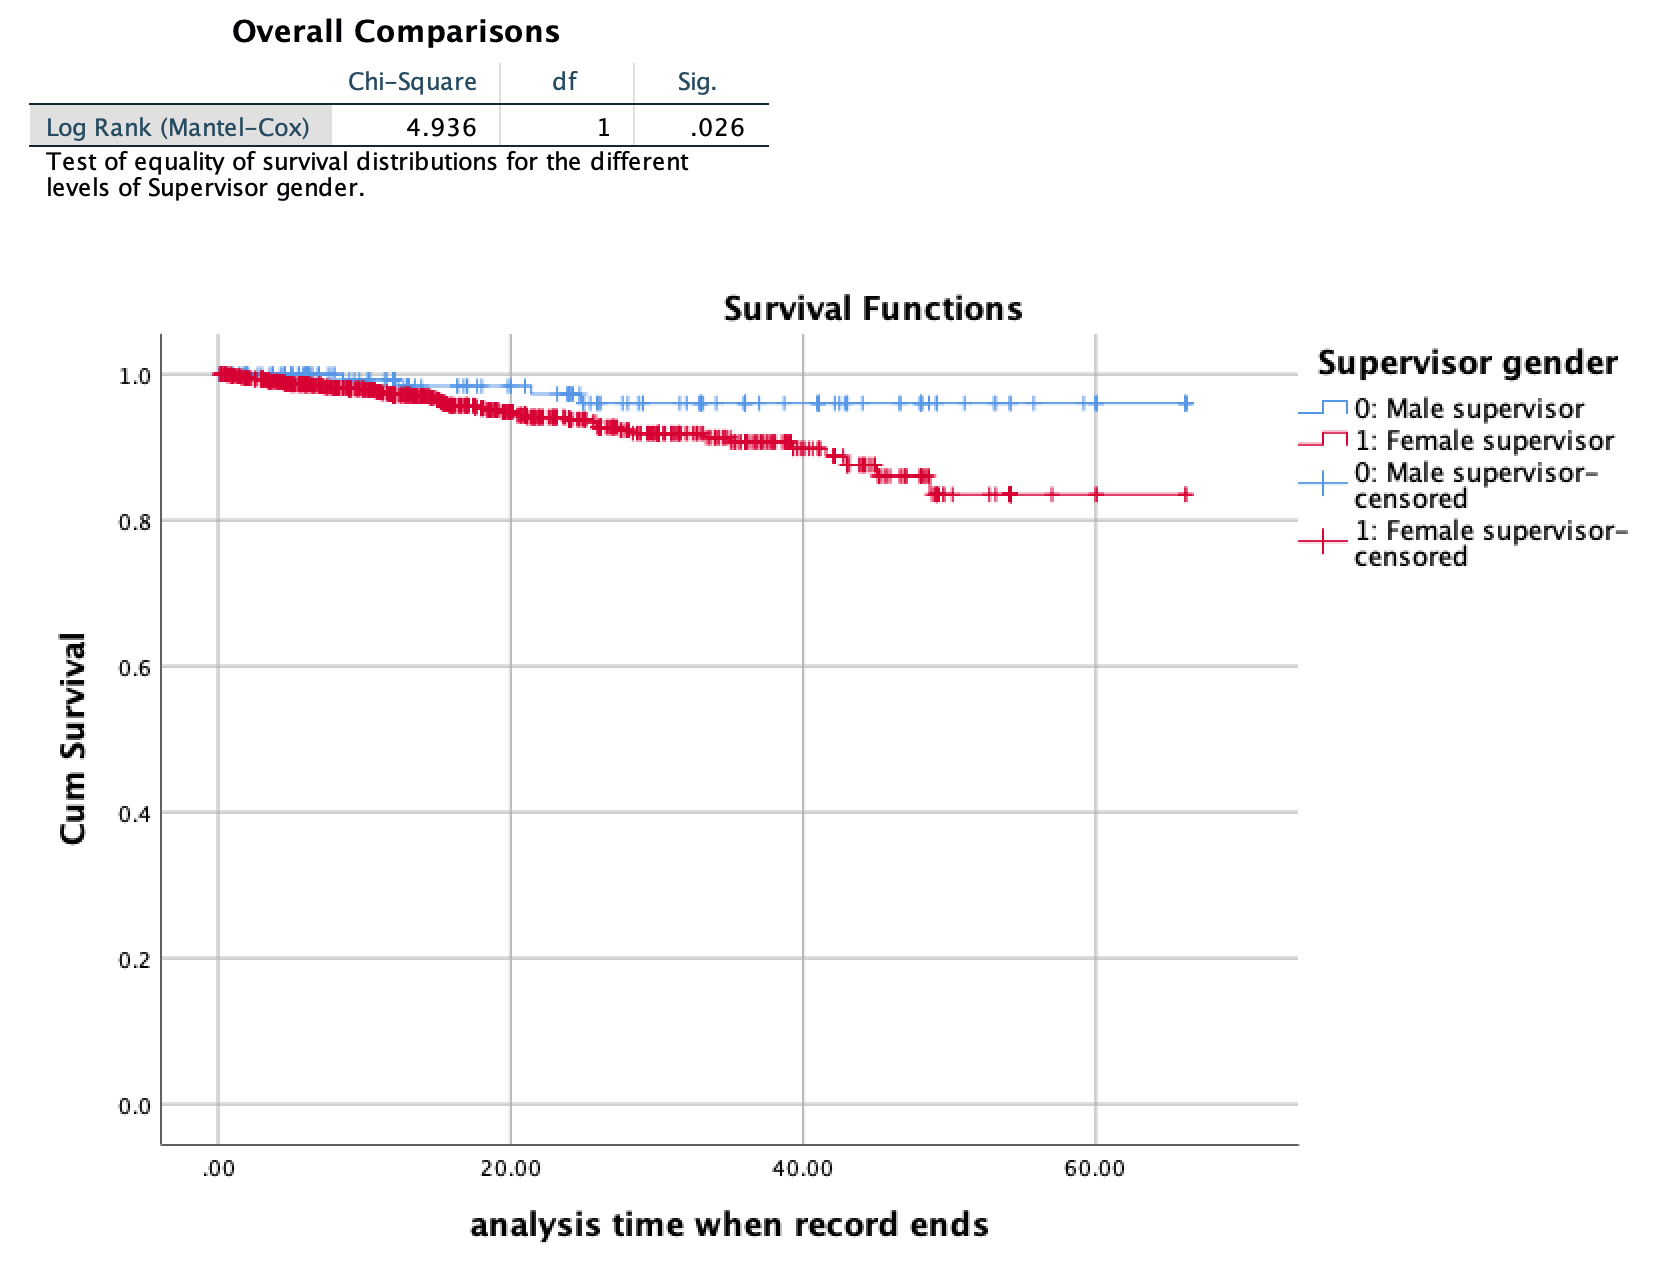 Overall Comparisons
Chi-Square df Sig.
Log Rank (Mantel-Cox) 4.936 1 .026
Test of equality of survival distributions for the different
levels of Supervisor gender.
Survival Functions
Supervisor gender
0: Male supervisor
1: Female supervisor
0: Male supervisor-
censored
1: Female supervisor-
censored
Cum Survival
1.0
0.8
0.6
0.4
0.2
0.0
.00 20.00 40.00 60.00
analysis time when record ends